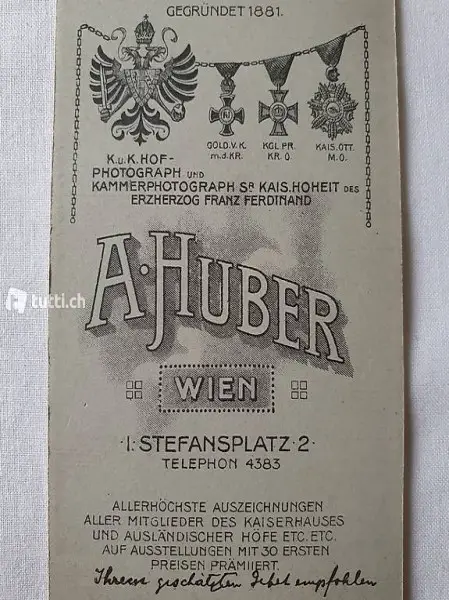 GEGRÜNDET 1881.
GOLD.V.K.
m.d.KR.
KGL.PR.
KR.O.
KAIS.OTT.
M.O.
K.u.K.HOF-
PHOTOGRAPH UND
KAMMERPHOTOGRAPH SR KAIS.HOHEIT DES
ERZHERZOG FRANZ FERDINAND
tutti.ch
A·HUBER
WIEN
·I: STEFANSPLATZ·2·
TELEPHON 4383
ALLERHÖCHSTE AUSZEICHNUNGEN
ALLER MITGLIEDER DES KAISERHAUSES
UND AUSLÄNDISCHER HÖFE ETC. ETC.
AUF AUSSTELLUNGEN MIT 30 ERSTEN
PREISEN PRÄMIIERT.
Ihrem geschätzten Gebet empfohlen